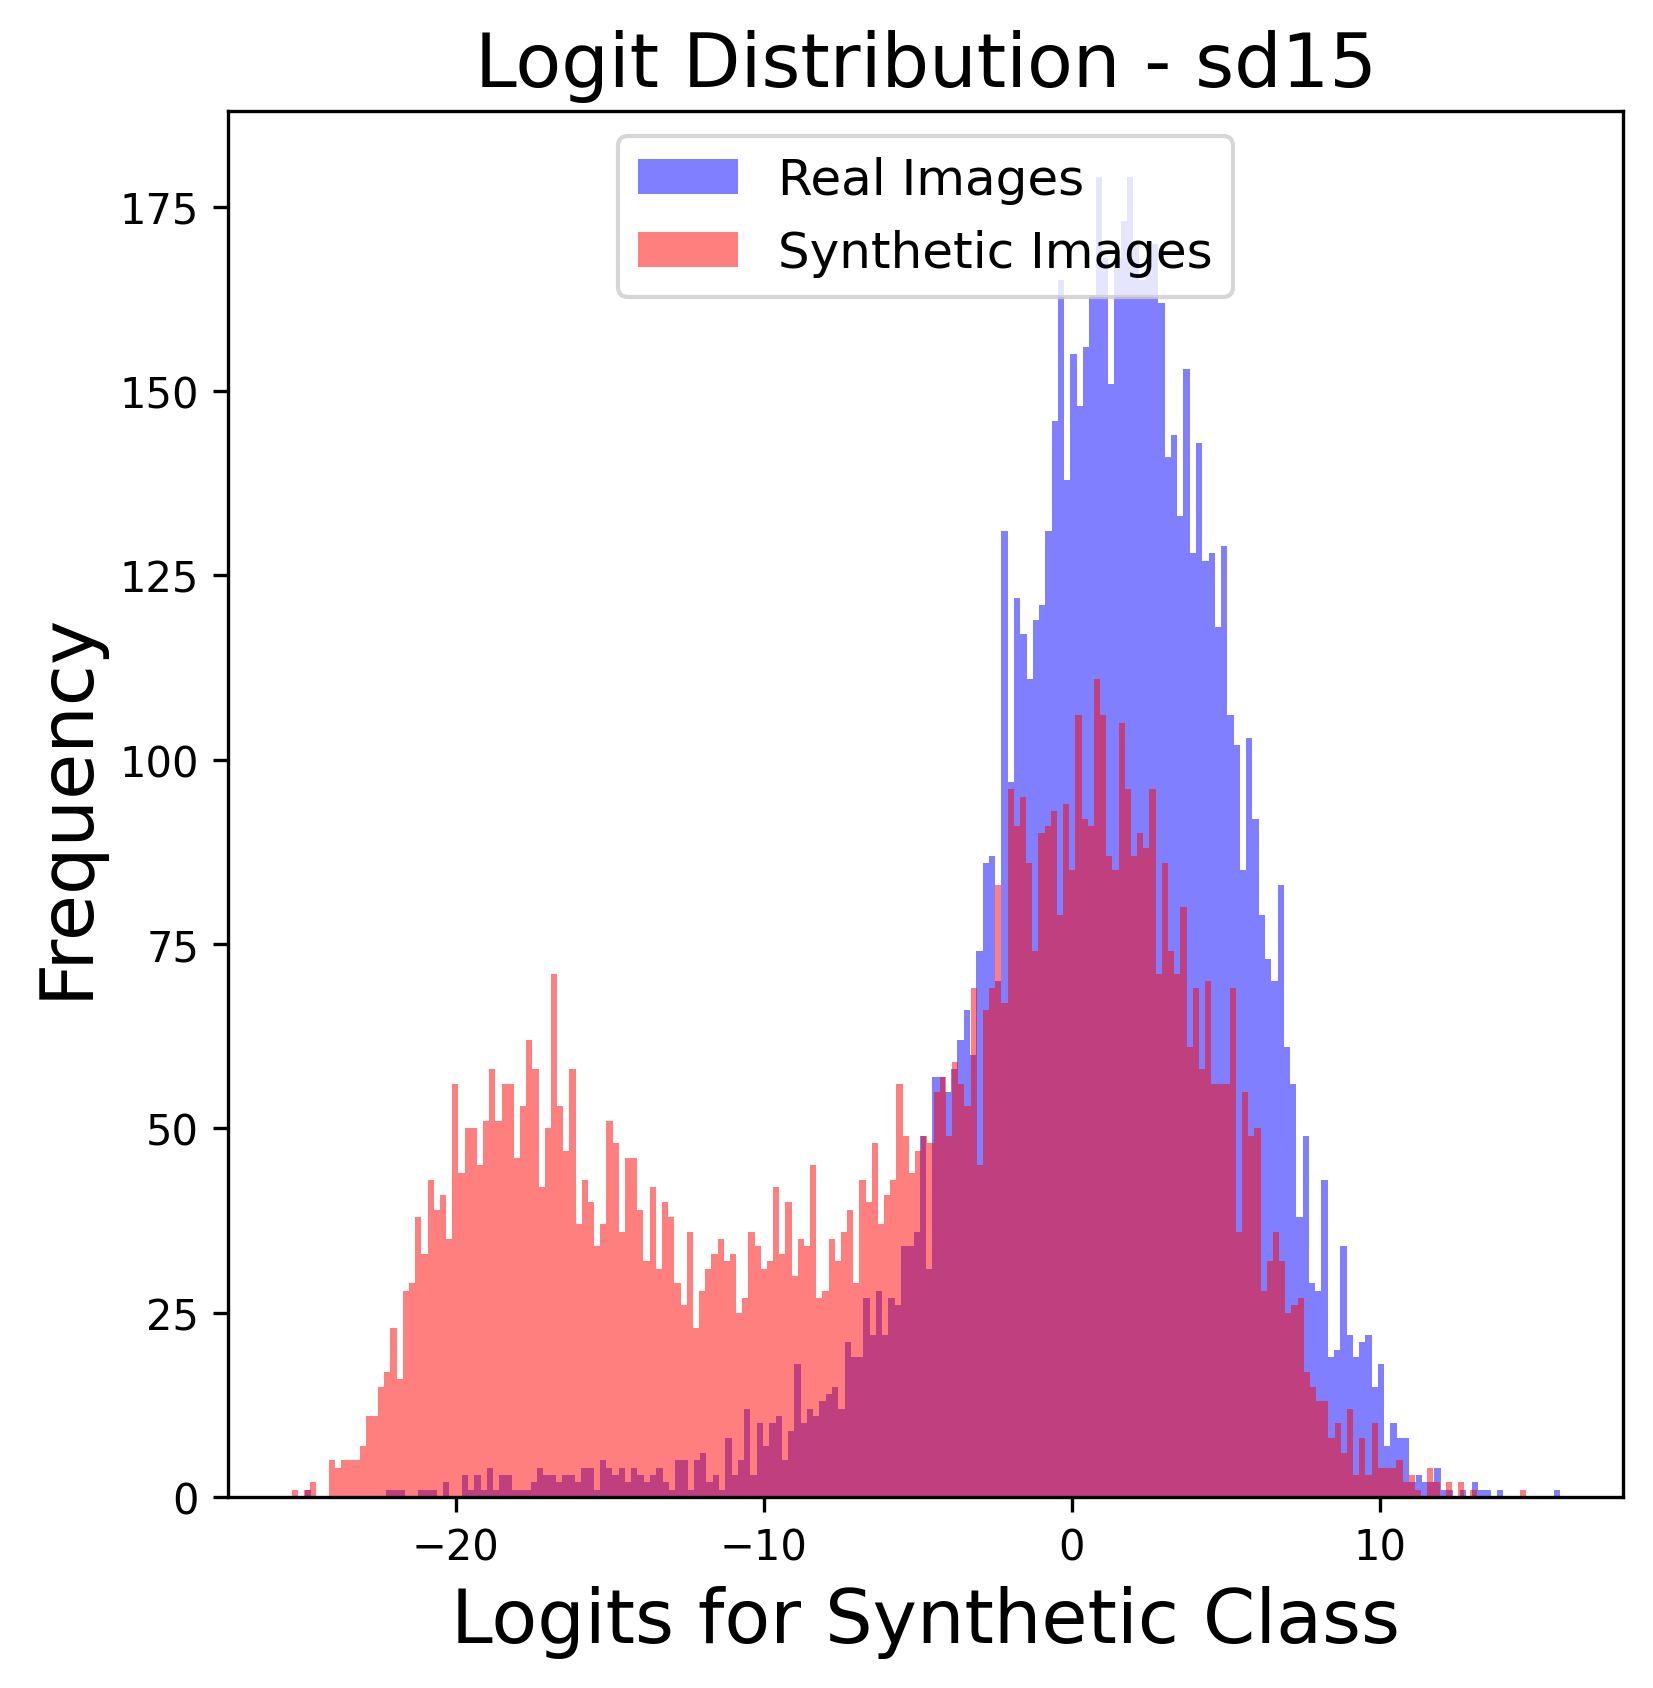 Logit Distribution - sd15
Real Images
Synthetic Images
175
150
125
100
75
50
25
0
Frequency
−20
−10
0
10
Logits for Synthetic Class